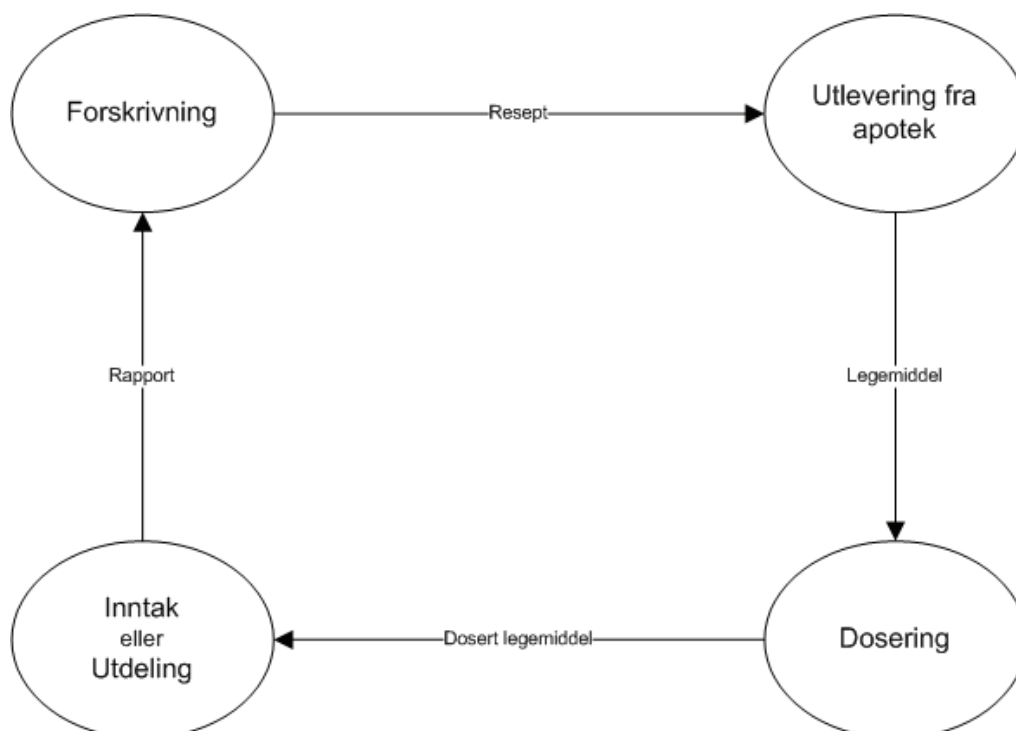 Forskrivning
Resept
Utlevering fra
apotek
Rapport
Legemiddel
Inntak
eller
Utdeling
Dosert legemiddel
Dosering